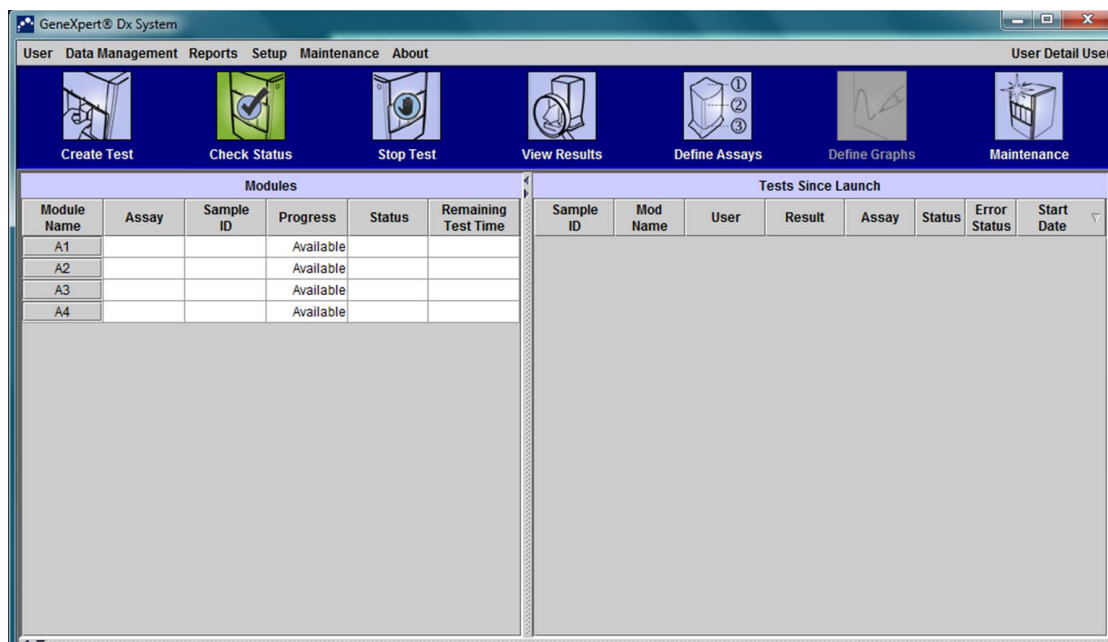 GeneXpert® Dx System
User Data Management Reports Setup Maintenance About User Detail User
① ② ③
Create Test Check Status Stop Test View Results Define Assays Define Graphs Maintenance
Modules
Module Name Assay Sample ID Progress Status Remaining Test Time
A1 Available
A2 Available
A3 Available
A4 Available
Tests Since Launch
Sample ID Mod Name User Result Assay Status Error Status Start Date